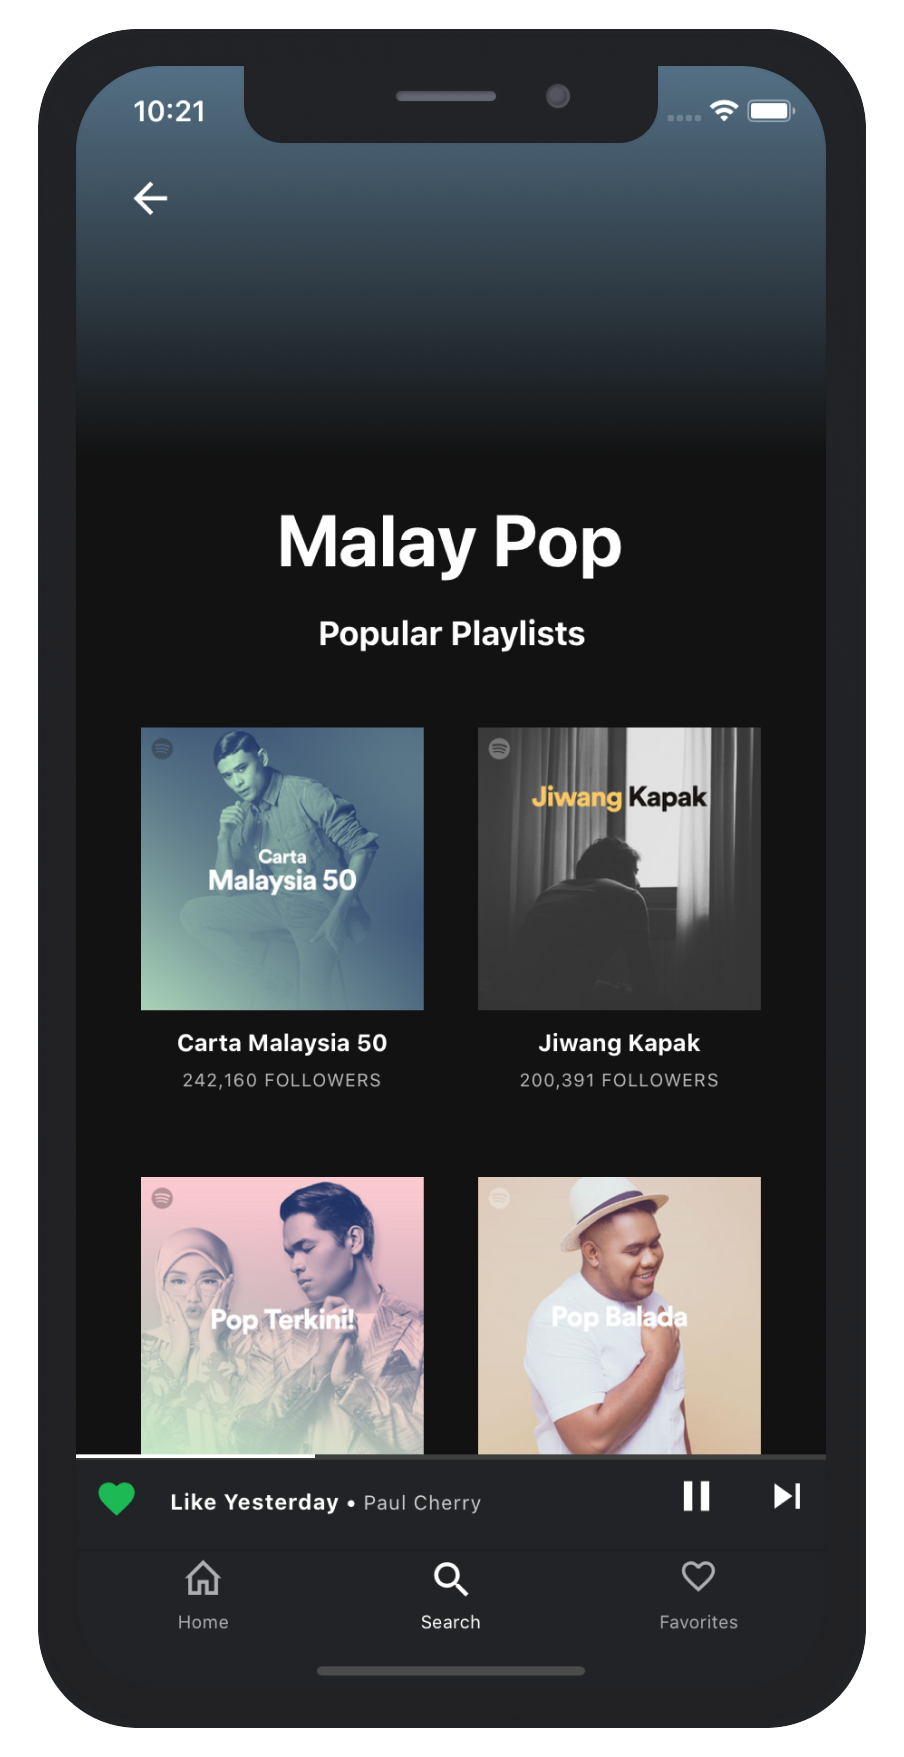 10:21
Malay Pop
Popular Playlists
Carta
Malaysia 50
Jiwang Kapak
Carta Malaysia 50
242,160 FOLLOWERS
Jiwang Kapak
200,391 FOLLOWERS
Pop Terkini!
Pop Balada
Like Yesterday • Paul Cherry
Home
Search
Favorites